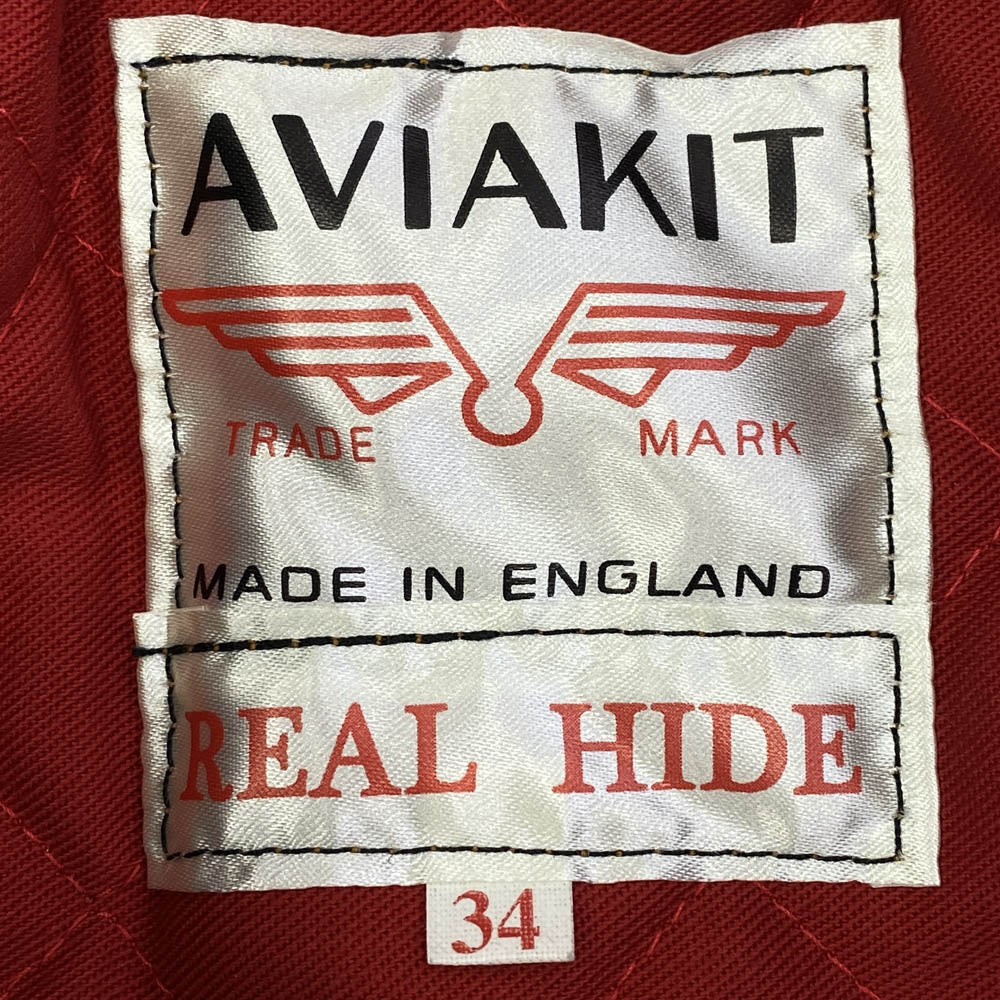 AVIAKIT
TRADE MARK
MADE IN ENGLAND
REAL HIDE
34